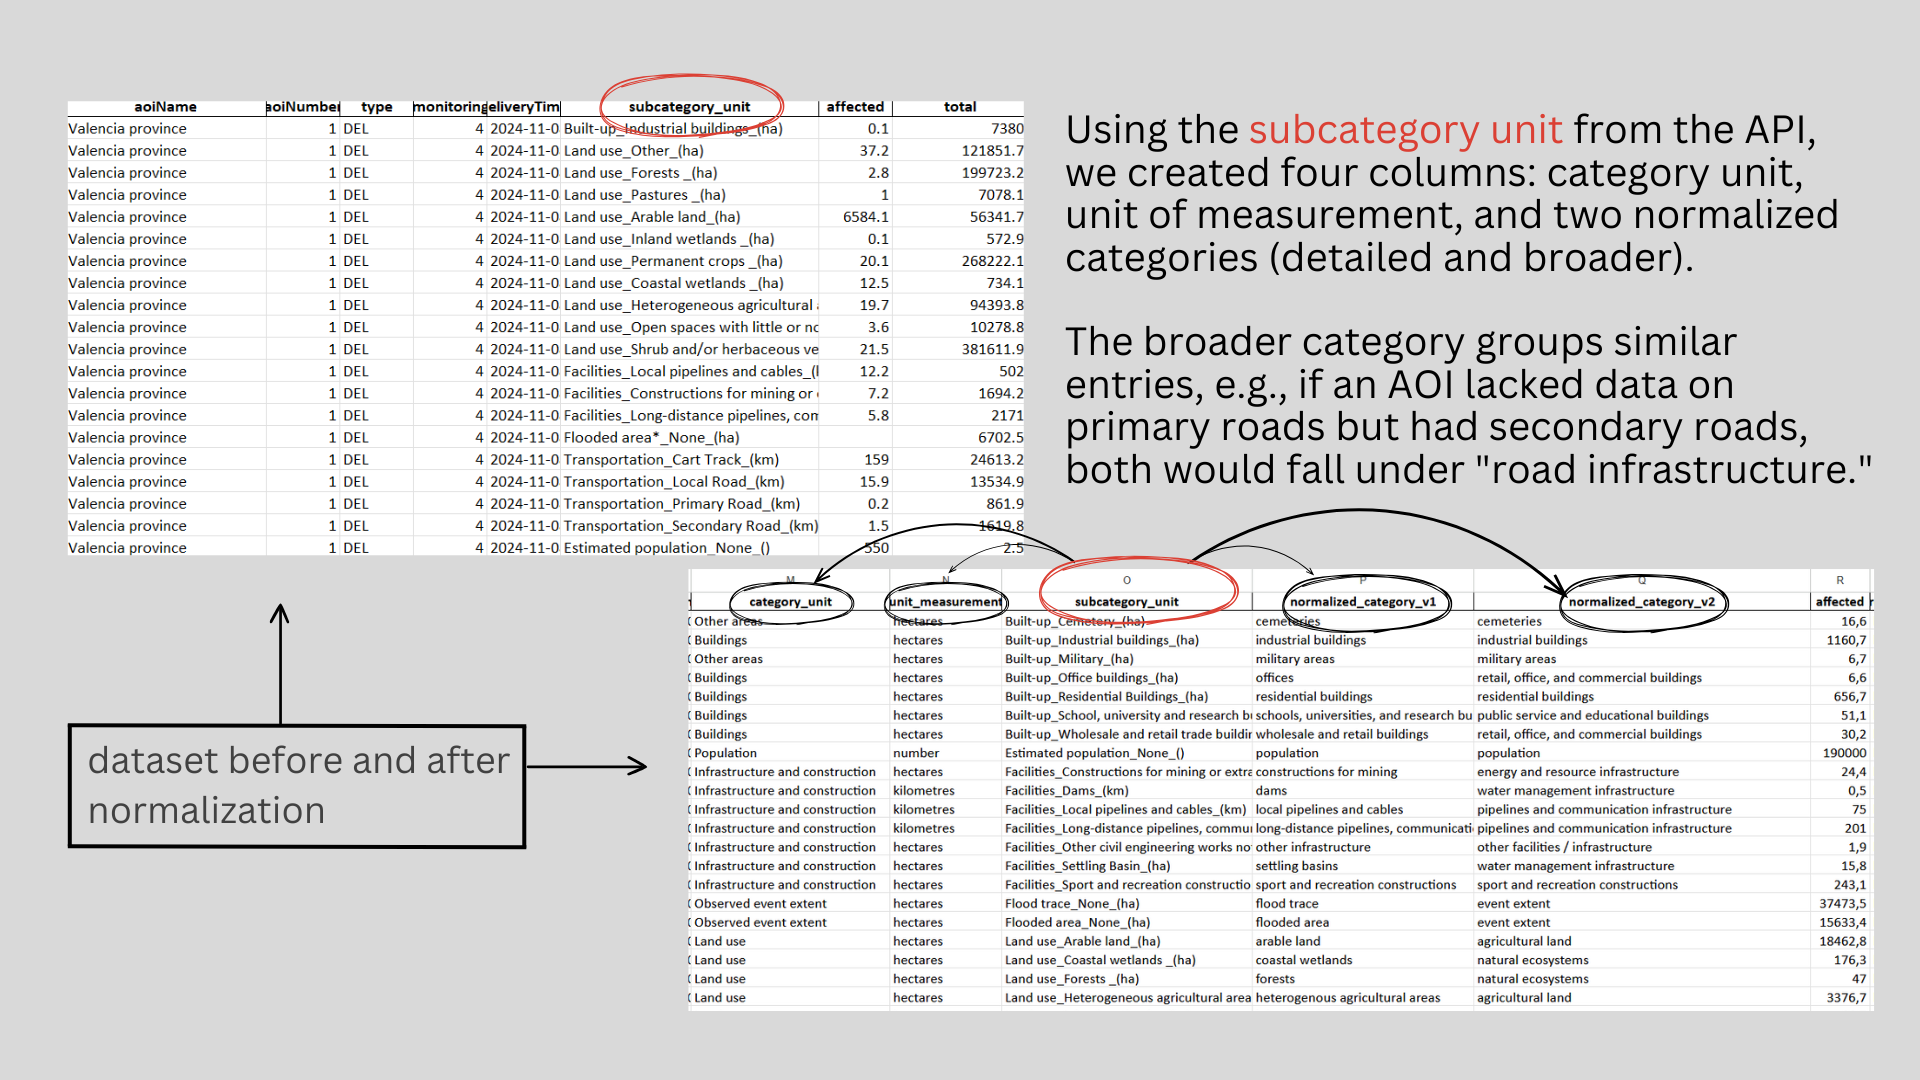 aoiName aoiNumber type monitoring eliveryTim subcategory_unit affected total
Valencia province 1 DEL 4 2024-11-0 Built-up_Industrial buildings_(ha) 0.1 7380
Valencia province 1 DEL 4 2024-11-0 Land use_Other_(ha) 37.2 121851.7
Valencia province 1 DEL 4 2024-11-0 Land use_Forests _(ha) 2.8 199723.2
Valencia province 1 DEL 4 2024-11-0 Land use_Pastures _(ha) 1 7078.1
Valencia province 1 DEL 4 2024-11-0 Land use_Arable land_(ha) 6584.1 56341.7
Valencia province 1 DEL 4 2024-11-0 Land use_Inland wetlands _(ha) 0.1 572.9
Valencia province 1 DEL 4 2024-11-0 Land use_Permanent crops _(ha) 20.1 268222.1
Valencia province 1 DEL 4 2024-11-0 Land use_Coastal wetlands _(ha) 12.5 734.1
Valencia province 1 DEL 4 2024-11-0 Land use_Heterogeneous agricultural 19.7 94393.8
Valencia province 1 DEL 4 2024-11-0 Land use_Open spaces with little or no 3.6 10278.8
Valencia province 1 DEL 4 2024-11-0 Land use_Shrub and/or herbaceous ve 21.5 381611.9
Valencia province 1 DEL 4 2024-11-0 Facilities_Local pipelines and cables_( 12.2 502
Valencia province 1 DEL 4 2024-11-0 Facilities_Constructions for mining or 7.2 1694.2
Valencia province 1 DEL 4 2024-11-0 Facilities_Long-distance pipelines, com 5.8 2171
Valencia province 1 DEL 4 2024-11-0 Flooded area*_None_(ha) 6702.5
Valencia province 1 DEL 4 2024-11-0 Transportation_Cart Track_(km) 159 24613.2
Valencia province 1 DEL 4 2024-11-0 Transportation_Local Road_(km) 15.9 13534.9
Valencia province 1 DEL 4 2024-11-0 Transportation_Primary Road_(km) 0.2 861.9
Valencia province 1 DEL 4 2024-11-0 Transportation_Secondary Road_(km) 1.5 1619.8
Valencia province 1 DEL 4 2024-11-0 Estimated population_None_() 550 2.5
Using the subcategory unit from the API,
we created four columns: category unit,
unit of measurement, and two normalized
categories (detailed and broader).
The broader category groups similar
entries, e.g., if an AOI lacked data on
primary roads but had secondary roads,
both would fall under "road infrastructure."
dataset before and after
normalization
M N O P Q R
category_unit unit_measurement subcategory_unit normalized_category_v1 normalized_category_v2 affected
Other areas hectares Built-up_Cemetery_(ha) cemeteries cemeteries 16,6
Buildings hectares Built-up_Industrial buildings_(ha) industrial buildings industrial buildings 1160,7
Other areas hectares Built-up_Military_(ha) military areas military areas 6,7
Buildings hectares Built-up_Office buildings_(ha) offices retail, office, and commercial buildings 6,6
Buildings hectares Built-up_Residential Buildings_(ha) residential buildings residential buildings 656,7
Buildings hectares Built-up_School, university and research b schools, universities, and research bu public service and educational buildings 51,1
Buildings hectares Built-up_Wholesale and retail trade buildin wholesale and retail buildings retail, office, and commercial buildings 30,2
Population number Estimated population_None_() population population 190000
Infrastructure and construction hectares Facilities_Constructions for mining or extra constructions for mining energy and resource infrastructure 24,4
Infrastructure and construction kilometres Facilities_Dams_(km) dams water management infrastructure 0,5
Infrastructure and construction kilometres Facilities_Local pipelines and cables_(km) local pipelines and cables pipelines and communication infrastructure 75
Infrastructure and construction kilometres Facilities_Long-distance pipelines, commu long-distance pipelines, communicati pipelines and communication infrastructure 201
Infrastructure and construction hectares Facilities_Other civil engineering works no other infrastructure other facilities / infrastructure 1,9
Infrastructure and construction hectares Facilities_Settling Basin_(ha) settling basins water management infrastructure 15,8
Infrastructure and construction hectares Facilities_Sport and recreation constructio sport and recreation constructions sport and recreation constructions 243,1
Observed event extent hectares Flood trace_None_(ha) flood trace event extent 37473,5
Observed event extent hectares Flooded area_None_(ha) flooded area event extent 15633,4
Land use hectares Land use_Arable land_(ha) arable land agricultural land 18462,8
Land use hectares Land use_Coastal wetlands _(ha) coastal wetlands natural ecosystems 176,3
Land use hectares Land use_Forests _(ha) forests natural ecosystems 47
Land use hectares Land use_Heterogeneous agricultural area heterogenous agricultural areas agricultural land 3376,7